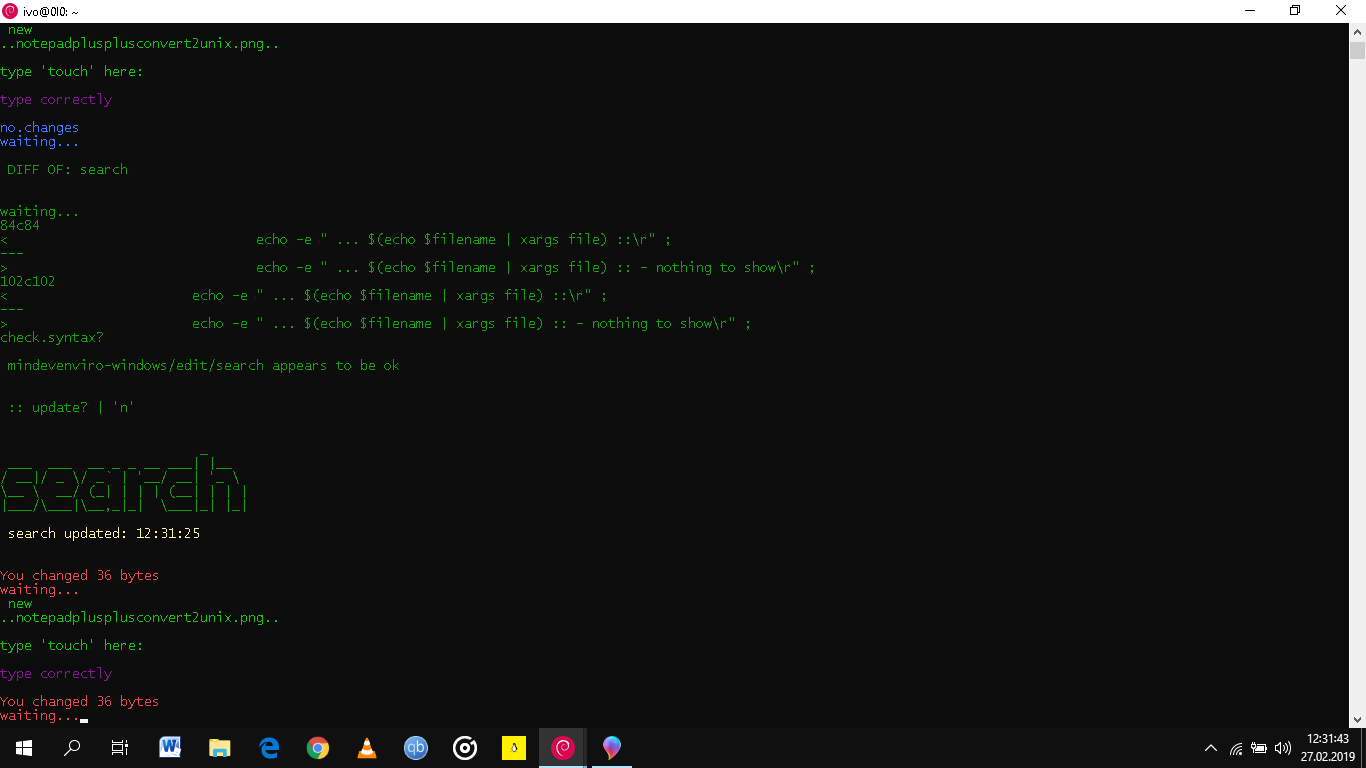 ivo@0l0: ~
new
..notepadplusplusconvert2unix.png..
type 'touch' here:
type correctly
no.changes
waiting...
DIFF OF: search
waiting...
84c84
< echo -e " ... $(echo $filename | xargs file) ::\r" ;
---
> echo -e " ... $(echo $filename | xargs file) :: - nothing to show\r" ;
102c102
< echo -e " ... $(echo $filename | xargs file) ::\r" ;
---
> echo -e " ... $(echo $filename | xargs file) :: - nothing to show\r" ;
check.syntax?
mindevenviro-windows/edit/search appears to be ok
:: update? | 'n'
search
search updated: 12:31:25
You changed 36 bytes
waiting...
new
..notepadplusplusconvert2unix.png..
type 'touch' here:
type correctly
You changed 36 bytes
waiting...
W
qb
12:31:43
27.02.2019